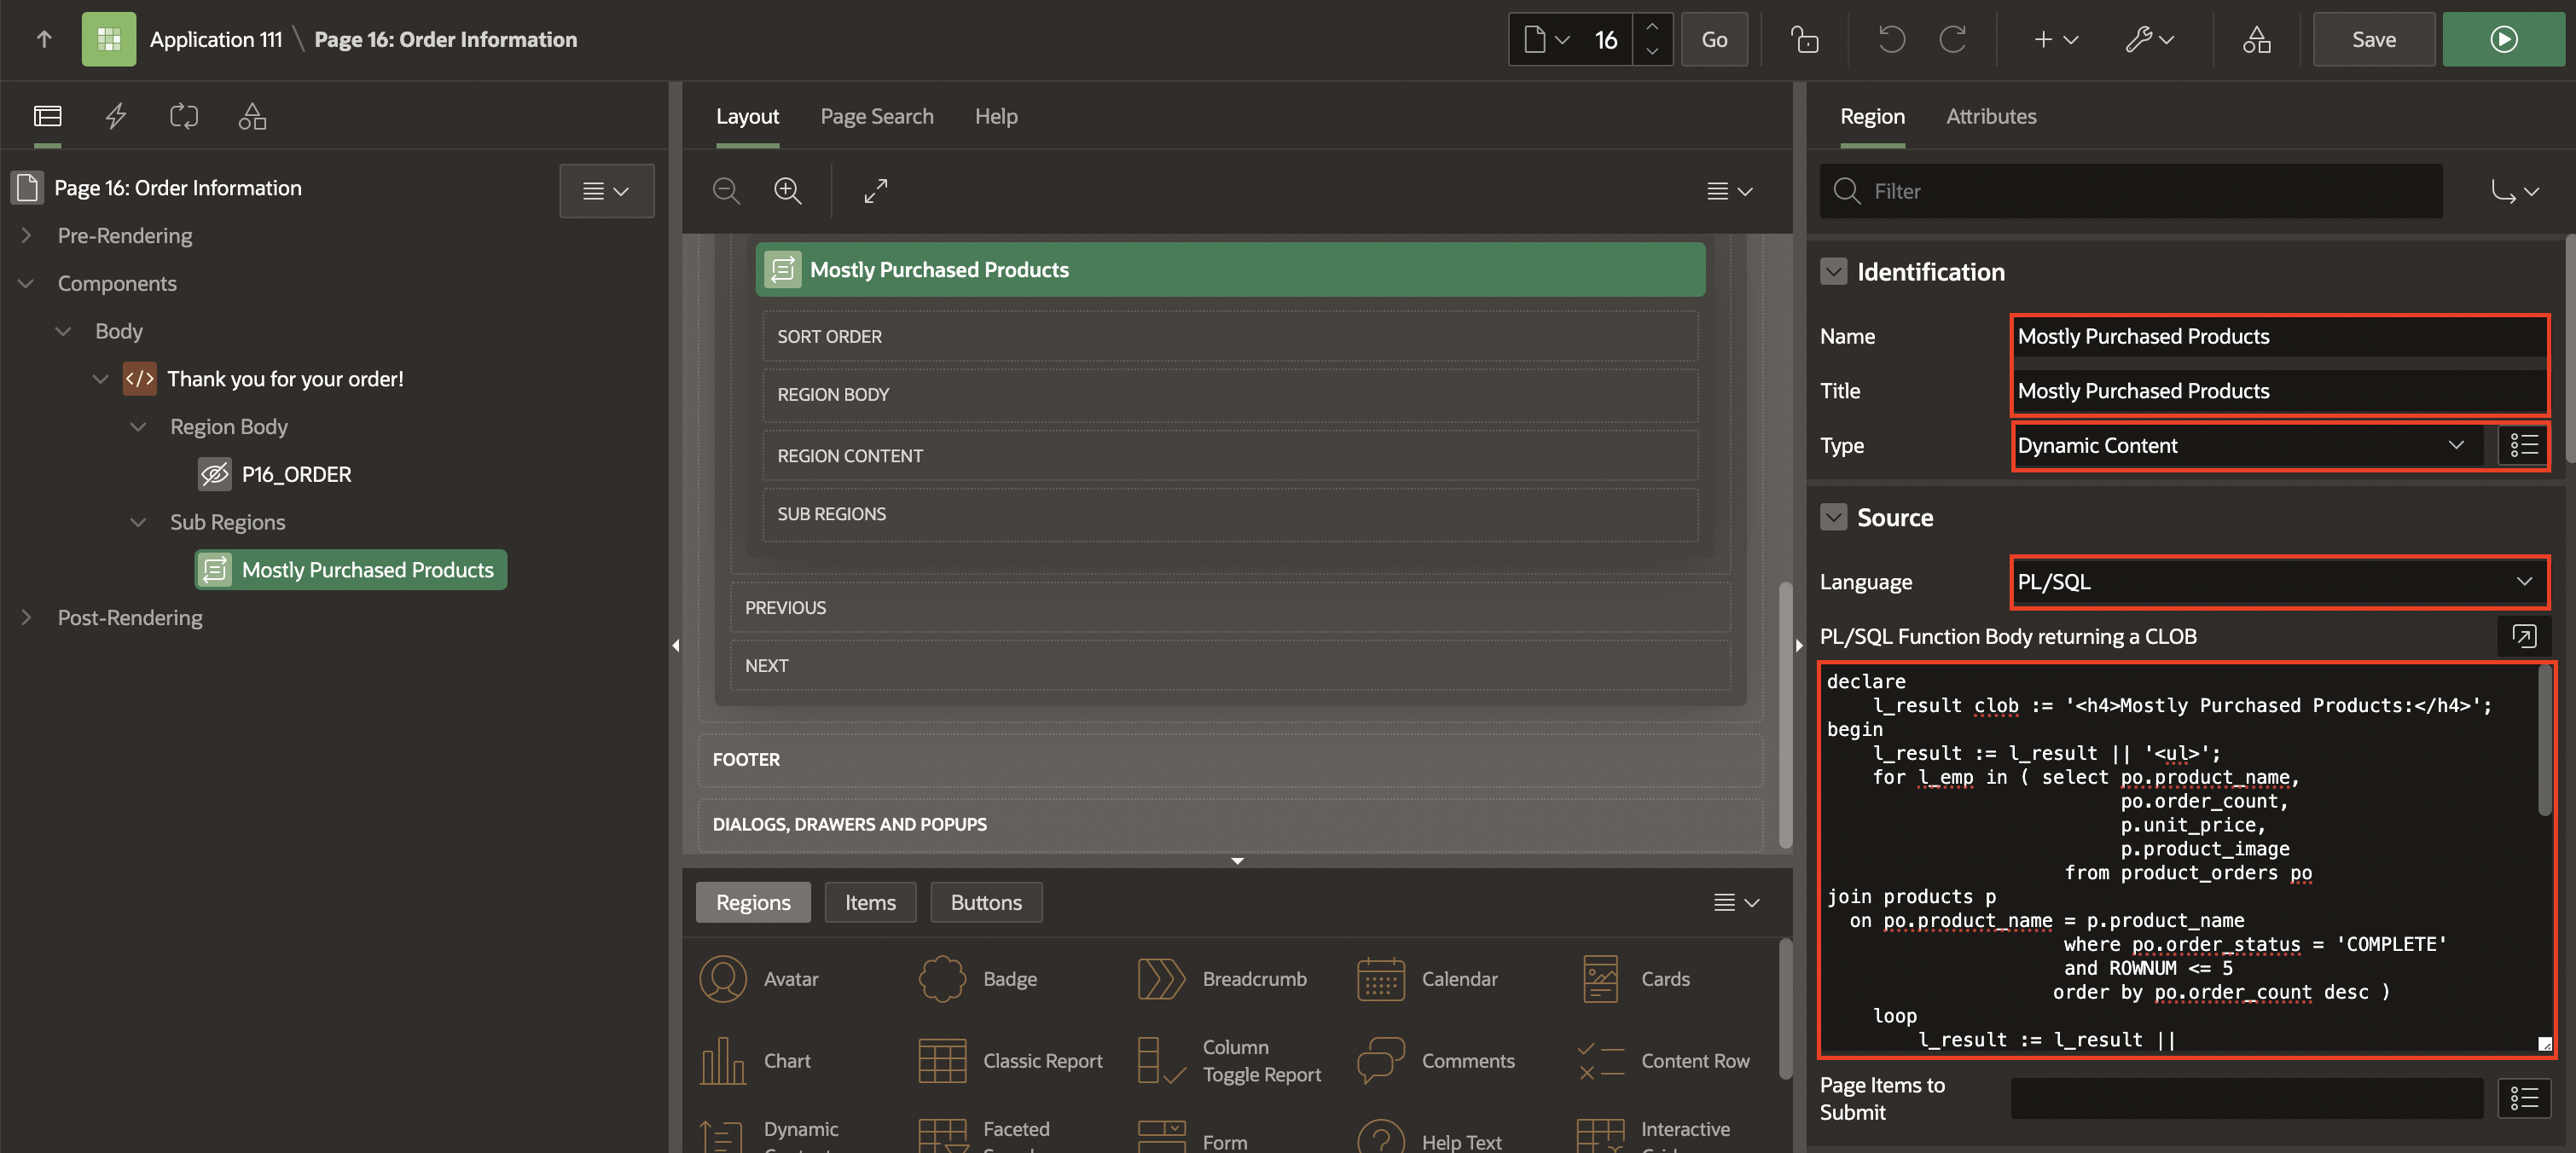 Application 111 \ Page 16: Order Information
16
Go
Save
Page 16: Order Information
Pre-Rendering
Components
Body
Thank you for your order!
Region Body
P16_ORDER
Sub Regions
Mostly Purchased Products
Post-Rendering
Layout
Page Search
Help
Mostly Purchased Products
SORT ORDER
REGION BODY
REGION CONTENT
SUB REGIONS
PREVIOUS
NEXT
FOOTER
DIALOGS, DRAWERS AND POPUPS
Regions
Items
Buttons
Avatar
Badge
Breadcrumb
Calendar
Cards
Chart
Classic Report
Column
Toggle Report
Comments
Content Row
Dynamic
Faceted
Form
Help Text
Interactive
Region
Attributes
Filter
Identification
Name
Mostly Purchased Products
Title
Mostly Purchased Products
Type
Dynamic Content
Source
Language
PL/SQL
PL/SQL Function Body returning a CLOB
declare
l_result clob := '<h4>Mostly Purchased Products:</h4>';
begin
l_result := l_result || '<ul>';
for l_emp in ( select po.product_name,
po.order_count,
p.unit_price,
p.product_image
from product_orders po
join products p
on po.product_name = p.product_name
where po.order_status = 'COMPLETE'
and ROWNUM <= 5
order by po.order_count desc )
loop
l_result := l_result ||
Page Items to
Submit